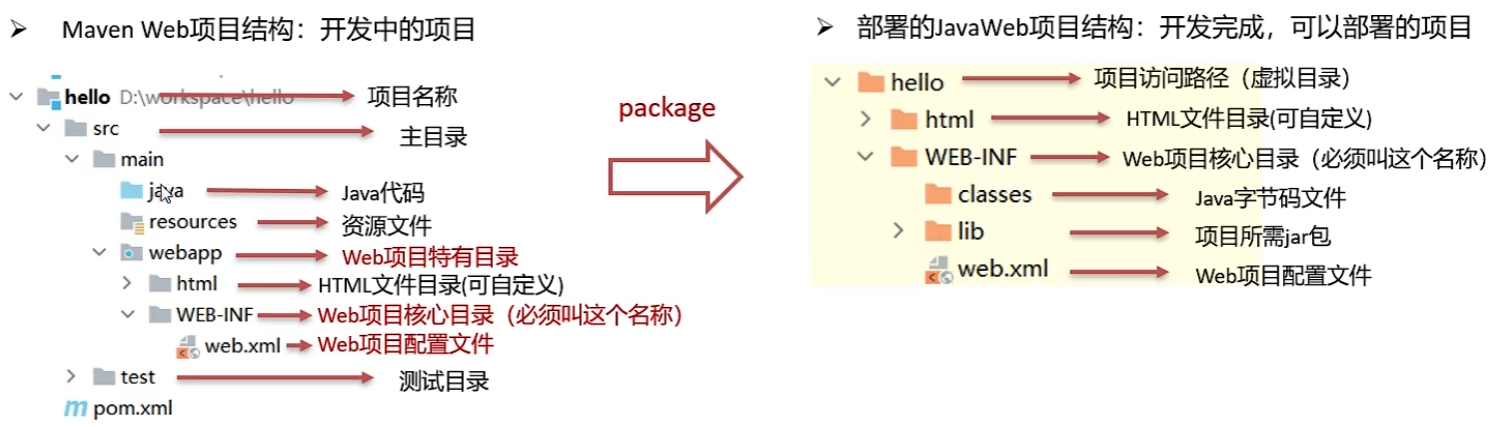 ➢ Maven Web项目结构：开发中的项目
hello D:\workspace\hello 项目名称
src 主目录
main
java Java代码
resources 资源文件
webapp Web项目特有目录
html HTML文件目录(可自定义)
WEB-INF Web项目核心目录（必须叫这个名称）
web.xml Web项目配置文件
test 测试目录
pom.xml
package
➢ 部署的JavaWeb项目结构：开发完成，可以部署的项目
hello 项目访问路径（虚拟目录）
html HTML文件目录(可自定义)
WEB-INF Web项目核心目录（必须叫这个名称）
classes Java字节码文件
lib 项目所需jar包
web.xml Web项目配置文件